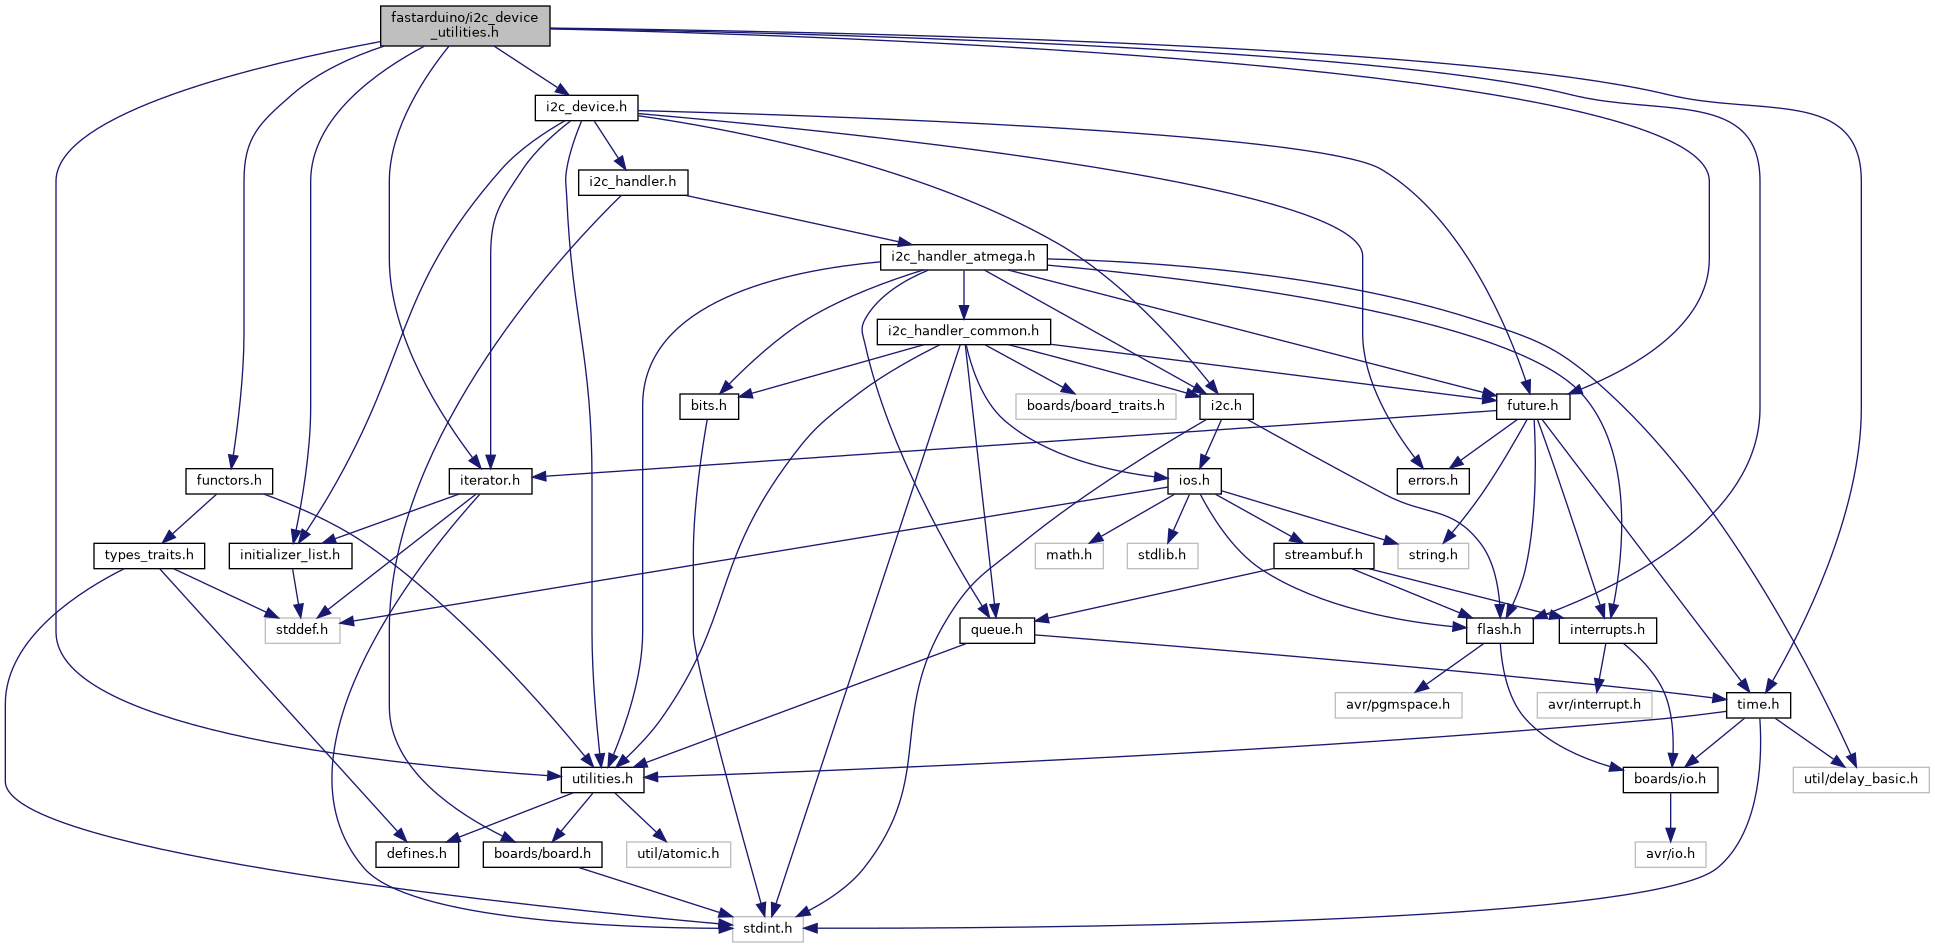 fastarduino/i2c_device
_utilities.h
i2c_device.h
i2c_handler.h
i2c_handler_atmega.h
i2c_handler_common.h
bits.h
boards/board_traits.h
i2c.h
future.h
functors.h
iterator.h
ios.h
errors.h
types_traits.h
initializer_list.h
math.h
stdlib.h
streambuf.h
string.h
stddef.h
queue.h
flash.h
interrupts.h
avr/pgmspace.h
avr/interrupt.h
time.h
utilities.h
boards/io.h
util/delay_basic.h
defines.h
boards/board.h
util/atomic.h
avr/io.h
stdint.h